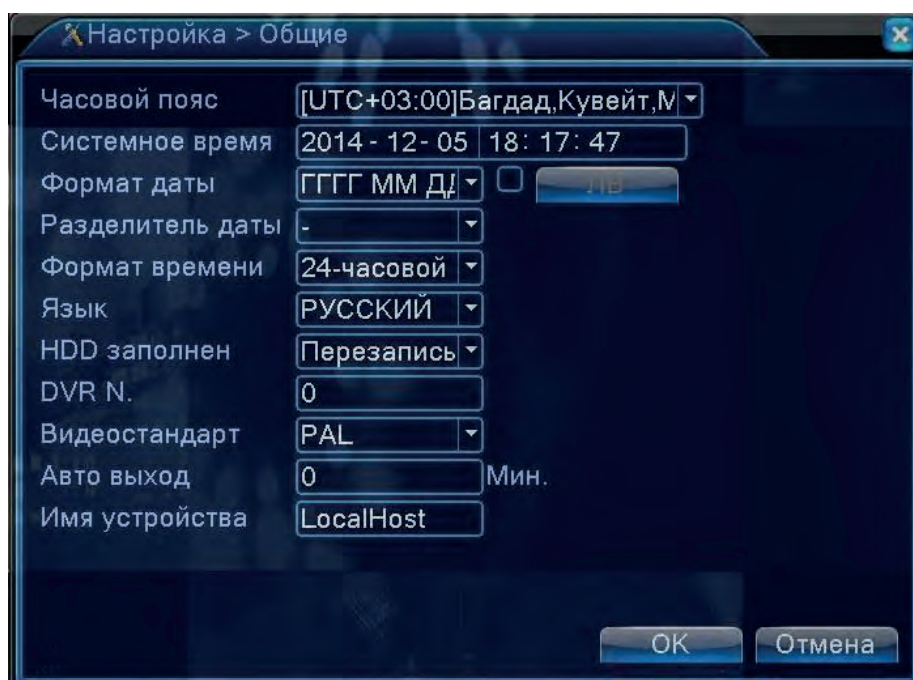 Настройка > Общие
Часовой пояс [UTC+03:00]Багдад,Кувейт,М
Системное время 2014 - 12 - 05 18: 17: 47
Формат даты ГГГГ ММ ДД ЛВ
Разделитель даты -
Формат времени 24-часовой
Язык РУССКИЙ
HDD заполнен Перезапись
DVR N. 0
Видеостандарт PAL
Авто выход 0 Мин.
Имя устройства LocalHost
OK Отмена